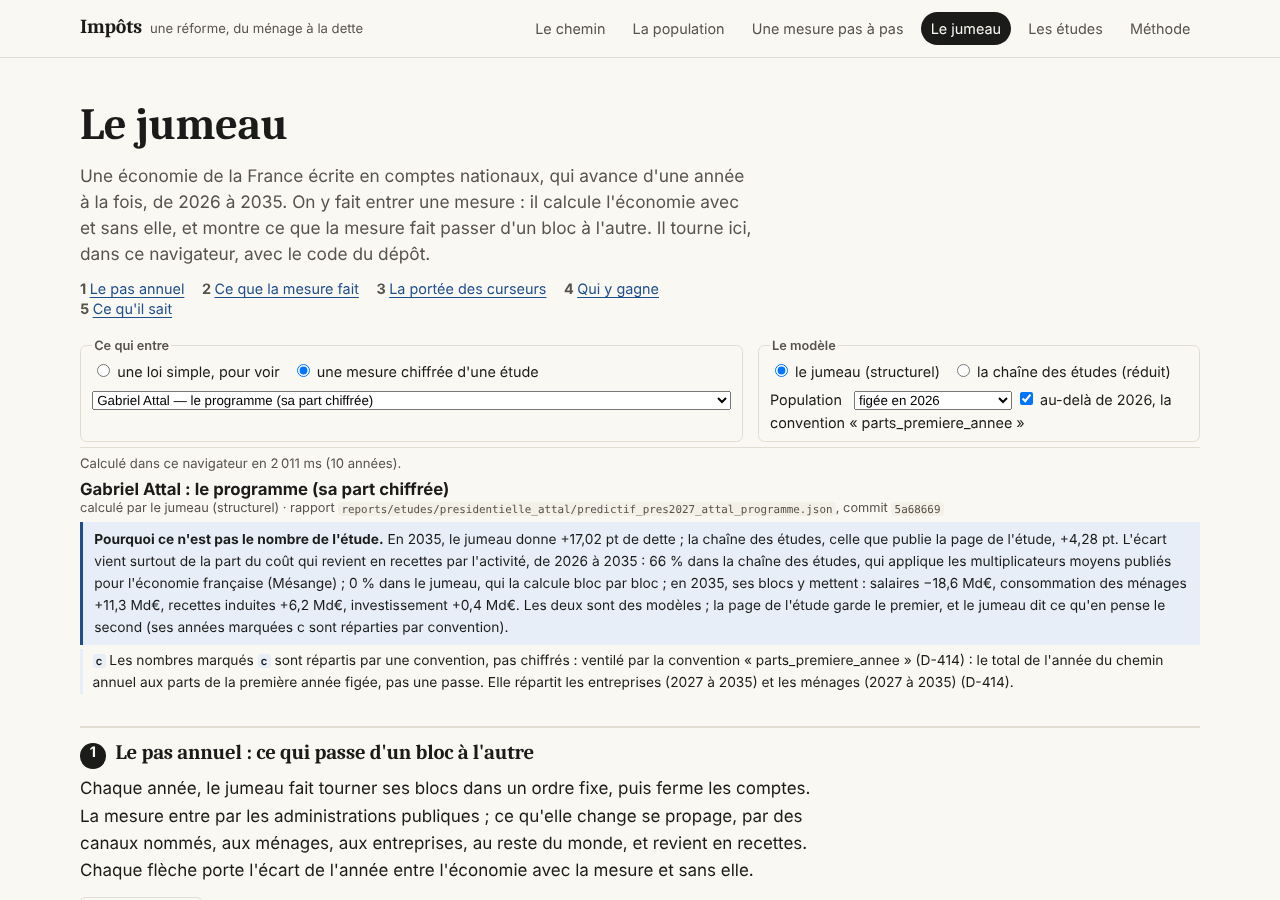 Impôts une réforme, du ménage à la dette
Le chemin La population Une mesure pas à pas Le jumeau Les études Méthode
Le jumeau
Une économie de la France écrite en comptes nationaux, qui avance d'une année
à la fois, de 2026 à 2035. On y fait entrer une mesure : il calcule l'économie avec
et sans elle, et montre ce que la mesure fait passer d'un bloc à l'autre. Il tourne ici,
dans ce navigateur, avec le code du dépôt.
1 Le pas annuel 2 Ce que la mesure fait 3 La portée des curseurs 4 Qui y gagne
5 Ce qu'il sait
Ce qui entre
une loi simple, pour voir une mesure chiffrée d'une étude
Gabriel Attal — le programme (sa part chiffrée)
Le modèle
le jumeau (structurel) la chaîne des études (réduit)
Population figée en 2026 au-delà de 2026, la
convention « parts_premiere_annee »
Calculé dans ce navigateur en 2 011 ms (10 années).
Gabriel Attal : le programme (sa part chiffrée)
calculé par le jumeau (structurel) · rapport reports/etudes/presidentielle_attal/predictif_pres2027_attal_programme.json, commit 5a68669
Pourquoi ce n'est pas le nombre de l'étude. En 2035, le jumeau donne +17,02 pt de dette ; la chaîne des études, celle que publie la page de l'étude, +4,28 pt. L'écart
vient surtout de la part du coût qui revient en recettes par l'activité, de 2026 à 2035 : 66 % dans la chaîne des études, qui applique les multiplicateurs moyens publiés
pour l'économie française (Mésange) ; 0 % dans le jumeau, qui la calcule bloc par bloc ; en 2035, ses blocs y mettent : salaires −18,6 Md€, consommation des ménages
+11,3 Md€, recettes induites +6,2 Md€, investissement +0,4 Md€. Les deux sont des modèles ; la page de l'étude garde le premier, et le jumeau dit ce qu'en pense le
second (ses années marquées c sont réparties par convention).
c Les nombres marqués c sont répartis par une convention, pas chiffrés : ventilé par la convention « parts_premiere_annee » (D-414) : le total de l'année du chemin
annuel aux parts de la première année figée, pas une passe. Elle répartit les entreprises (2027 à 2035) et les ménages (2027 à 2035) (D-414).
1 Le pas annuel : ce qui passe d'un bloc à l'autre
Chaque année, le jumeau fait tourner ses blocs dans un ordre fixe, puis ferme les comptes.
La mesure entre par les administrations publiques ; ce qu'elle change se propage, par des
canaux nommés, aux ménages, aux entreprises, au reste du monde, et revient en recettes.
Chaque flèche porte l'écart de l'année entre l'économie avec la mesure et sans elle.